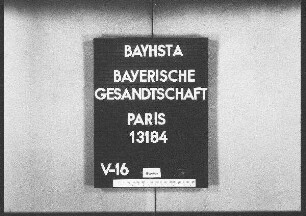 BAYHSTA
BAYERISCHE
GESANDTSCHAFT
PARIS
13184
V-16